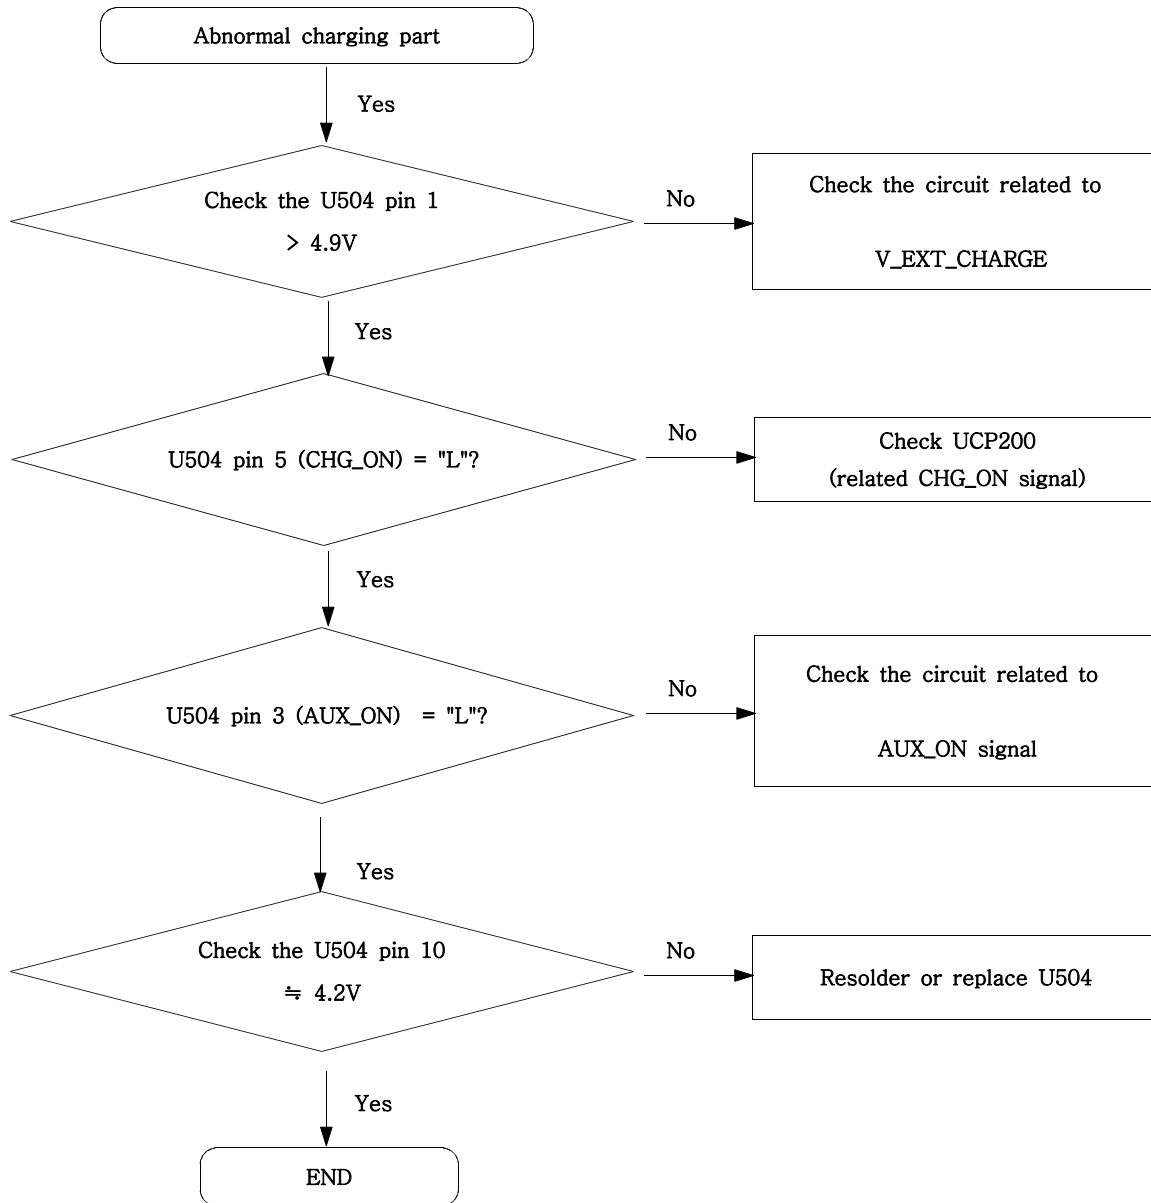 Abnormal charging part
Yes
Check the U504 pin 1
> 4.9V
No
Check the circuit related to
V_EXT_CHARGE
Yes
U504 pin 5 (CHG_ON) = "L"?
No
Check UCP200
(related CHG_ON signal)
Yes
U504 pin 3 (AUX_ON) = "L"?
No
Check the circuit related to
AUX_ON signal
Yes
Check the U504 pin 10
≒ 4.2V
No
Resolder or replace U504
Yes
END